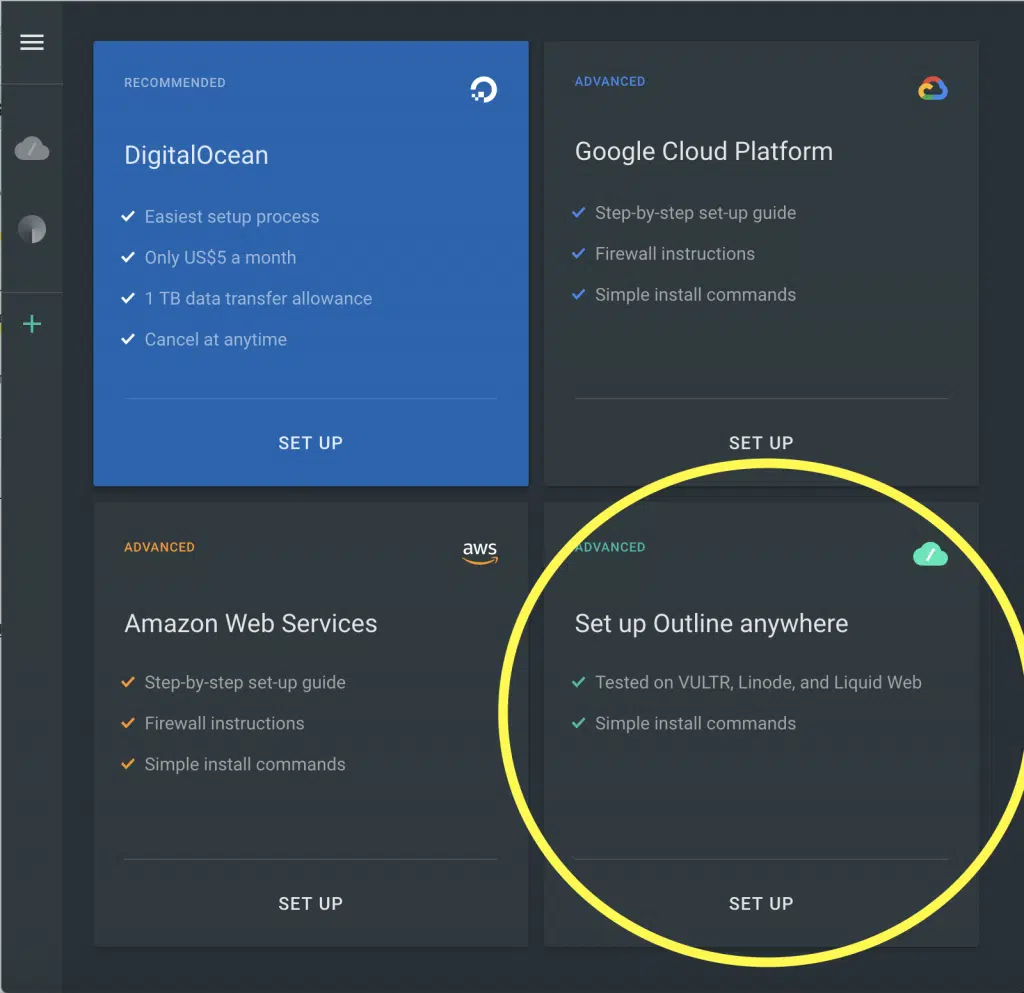 RECOMMENDED
DigitalOcean
Easiest setup process
Only US$5 a month
1 TB data transfer allowance
Cancel at anytime
SET UP
ADVANCED
Google Cloud Platform
Step-by-step set-up guide
Firewall instructions
Simple install commands
SET UP
ADVANCED
aws
Amazon Web Services
Step-by-step set-up guide
Firewall instructions
Simple install commands
SET UP
ADVANCED
Set up Outline anywhere
Tested on VULTR, Linode, and Liquid Web
Simple install commands
SET UP